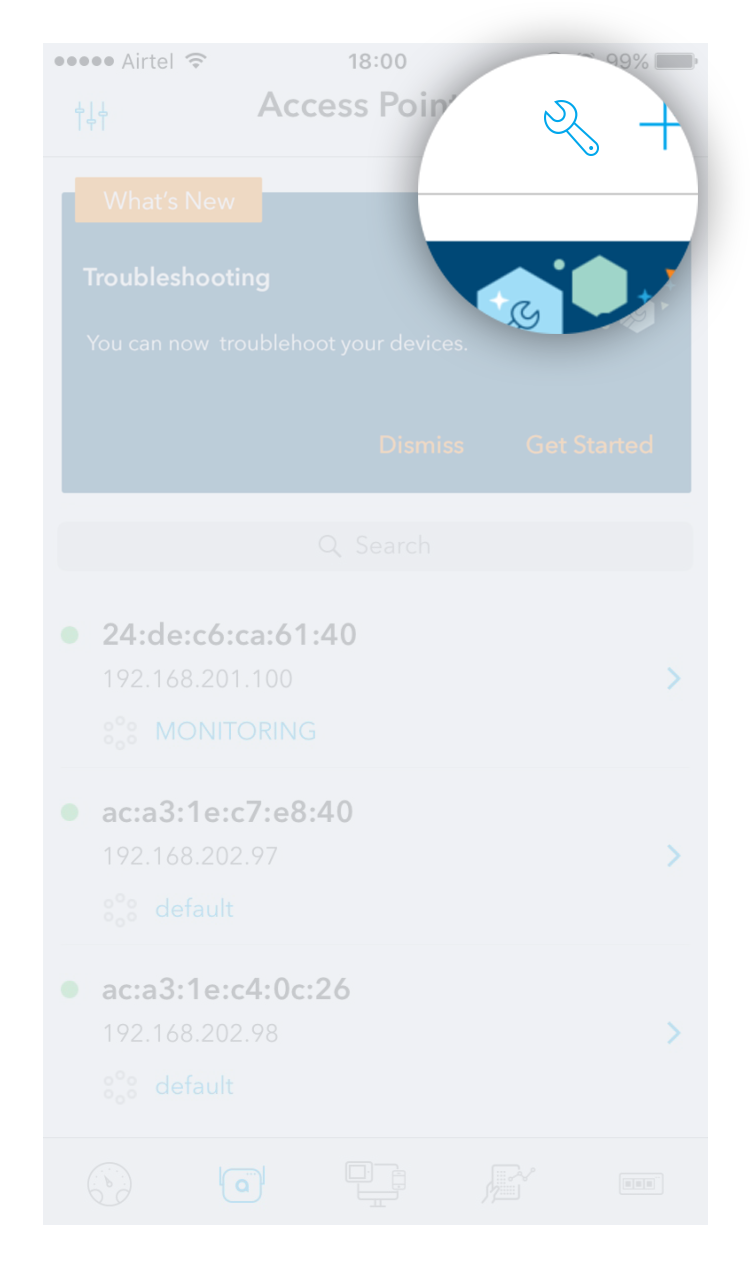 Airtel 18:00 99%
Access Poin
What's New
Troubleshooting
You can now troublehoot your devices.
Dismiss Get Started
Search
24:de:c6:ca:61:40
192.168.201.100
MONITORING
ac:a3:1e:c7:e8:40
192.168.202.97
default
ac:a3:1e:c4:0c:26
192.168.202.98
default